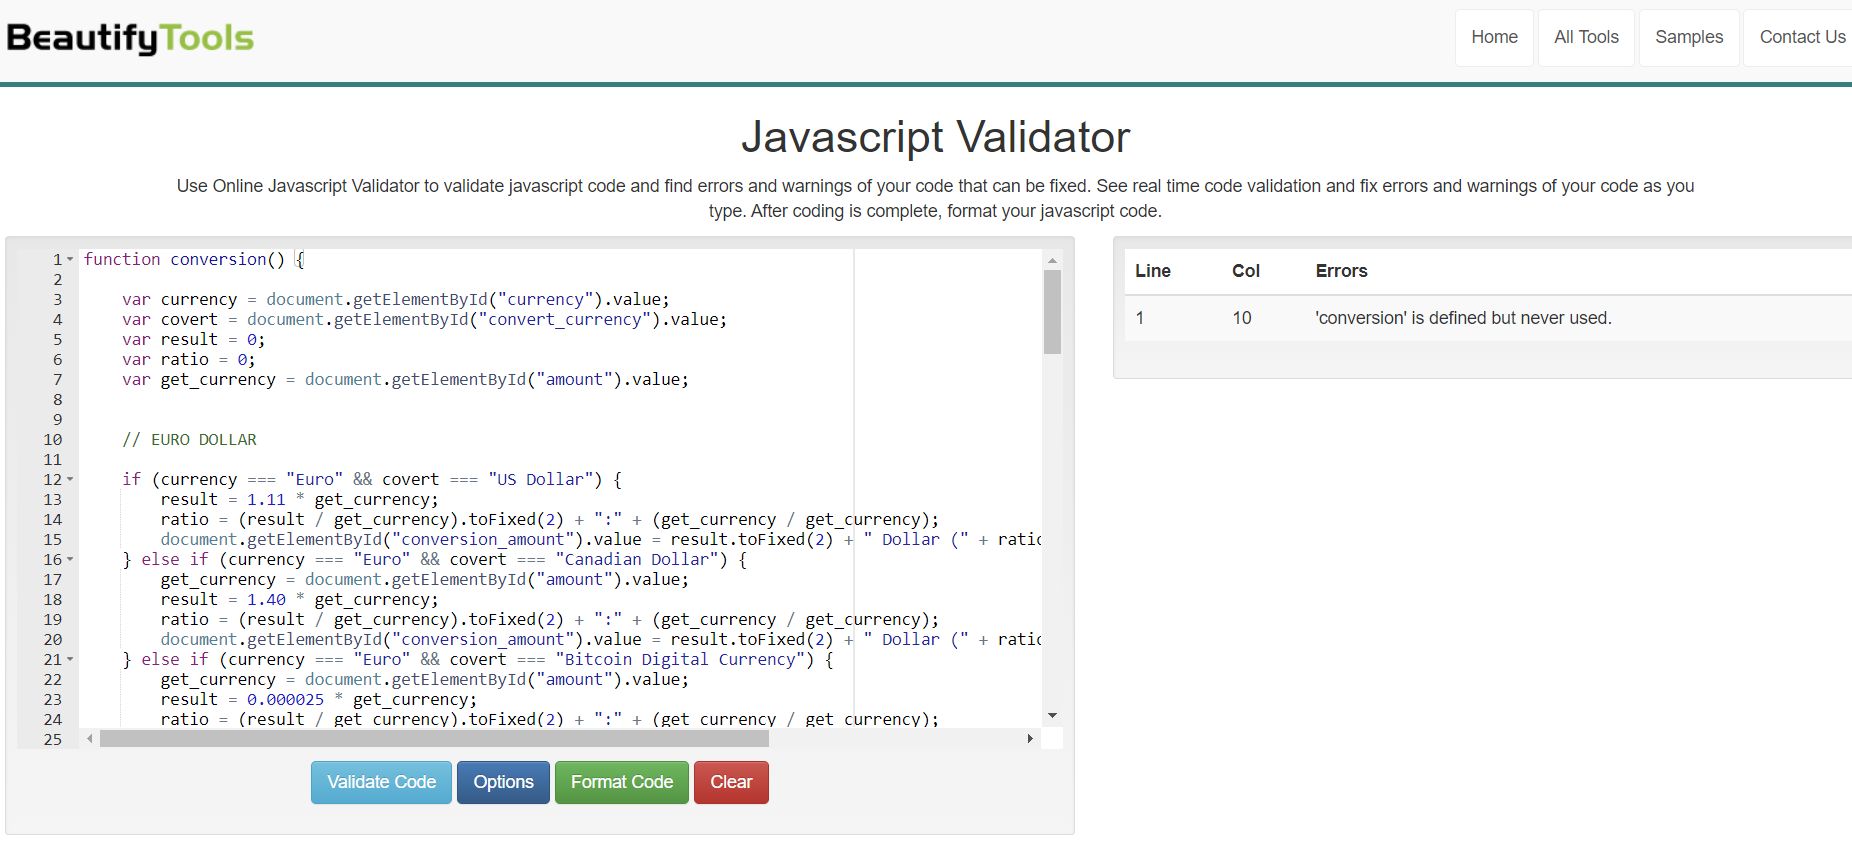 BeautifyTools
Home All Tools Samples Contact Us
Javascript Validator
Use Online Javascript Validator to validate javascript code and find errors and warnings of your code that can be fixed. See real time code validation and fix errors and warnings of your code as you
type. After coding is complete, format your javascript code.
1 function conversion() {
2
3 var currency = document.getElementById("currency").value;
4 var covert = document.getElementById("convert_currency").value;
5 var result = 0;
6 var ratio = 0;
7 var get_currency = document.getElementById("amount").value;
8
9
10 // EURO DOLLAR
11
12 if (currency === "Euro" && covert === "US Dollar") {
13 result = 1.11 * get_currency;
14 ratio = (result / get_currency).toFixed(2) + ":" + (get_currency / get_currency);
15 document.getElementById("conversion_amount").value = result.toFixed(2) + " Dollar (" + ratio
16 } else if (currency === "Euro" && covert === "Canadian Dollar") {
17 get_currency = document.getElementById("amount").value;
18 result = 1.40 * get_currency;
19 ratio = (result / get_currency).toFixed(2) + ":" + (get_currency / get_currency);
20 document.getElementById("conversion_amount").value = result.toFixed(2) + " Dollar (" + ratio
21 } else if (currency === "Euro" && covert === "Bitcoin Digital Currency") {
22 get_currency = document.getElementById("amount").value;
23 result = 0.000025 * get_currency;
24 ratio = (result / get_currency).toFixed(2) + ":" + (get_currency / get_currency);
25
Validate Code Options Format Code Clear
Line Col Errors
1 10 'conversion' is defined but never used.